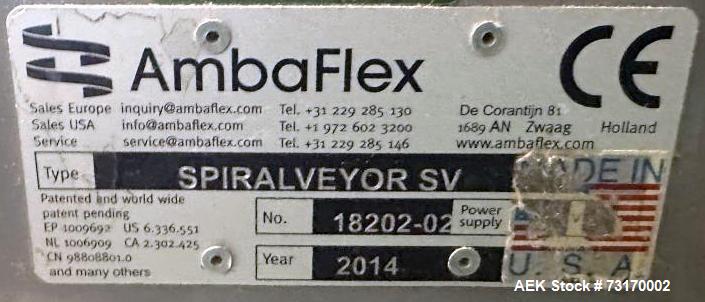 AmbaFlex
CE
Sales Europe inquiry@ambaflex.com Tel. +31 229 285 130 De Corantijn 81
Sales USA info@ambaflex.com Tel. +1 972 602 3200 1689 AN Zwaag Holland
Service service@ambaflex.com Tel. +31 229 285 146 www.ambaflex.com
Type SPIRALVEYOR SV
MADE IN
U. S. A.
Patented and world wide
patent pending
EP 1009692 US 6.336.551
NL 1006909 CA 2.302.425
CN 98808801.0
and many others
No. 18202-02 Power
supply V
Year 2014
AEK Stock # 73170002